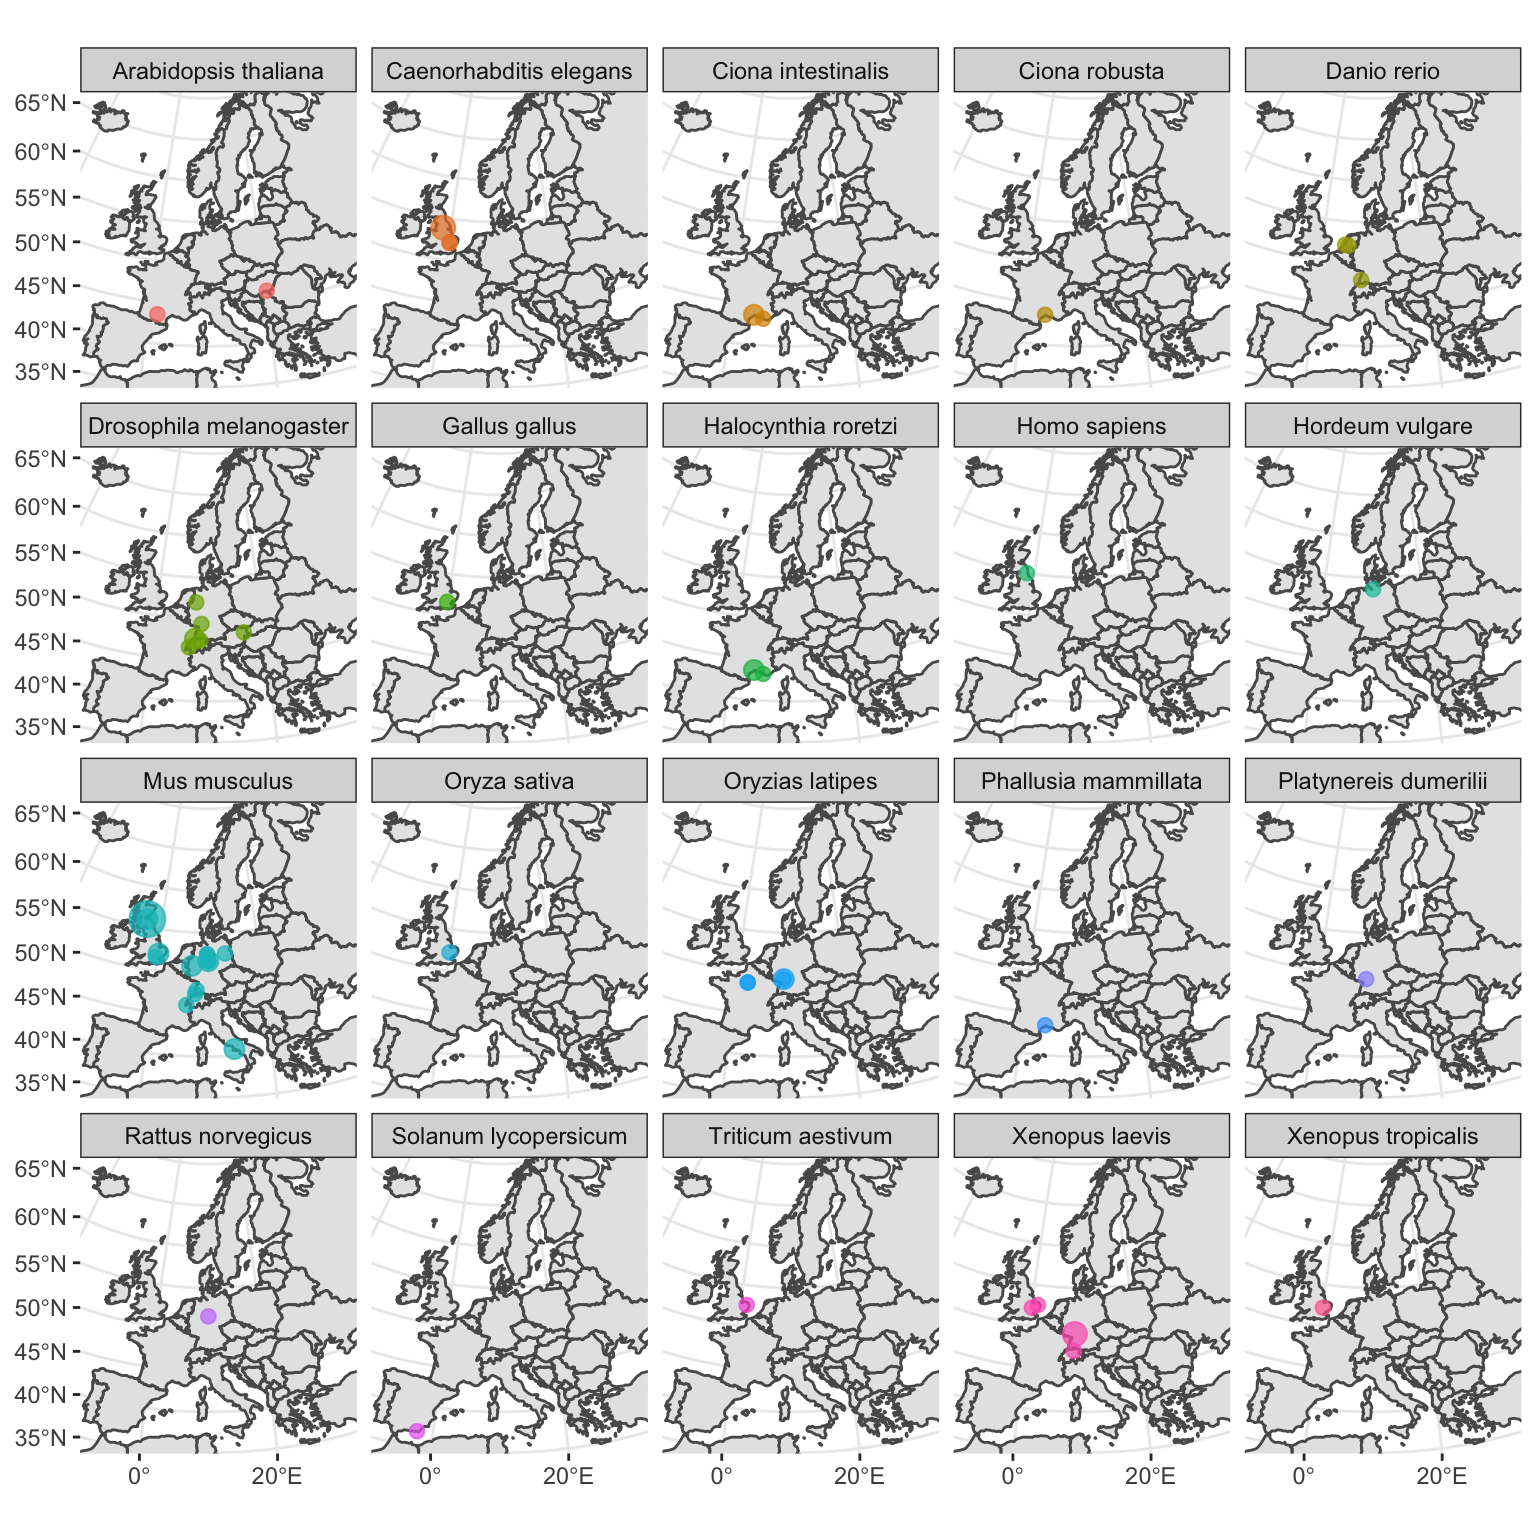 Arabidopsis thaliana Caenorhabditis elegans Ciona intestinalis Ciona robusta Danio rerio
65°N
60°N
55°N
50°N
45°N
40°N
35°N
Drosophila melanogaster Gallus gallus Halocynthia roretzi Homo sapiens Hordeum vulgare
65°N
60°N
55°N
50°N
45°N
40°N
35°N
Mus musculus Oryza sativa Oryzias latipes Phallusia mammillata Platynereis dumerilii
65°N
60°N
55°N
50°N
45°N
40°N
35°N
Rattus norvegicus Solanum lycopersicum Triticum aestivum Xenopus laevis Xenopus tropicalis
65°N
60°N
55°N
50°N
45°N
40°N
35°N
0° 20°E 0° 20°E 0° 20°E 0° 20°E 0° 20°E